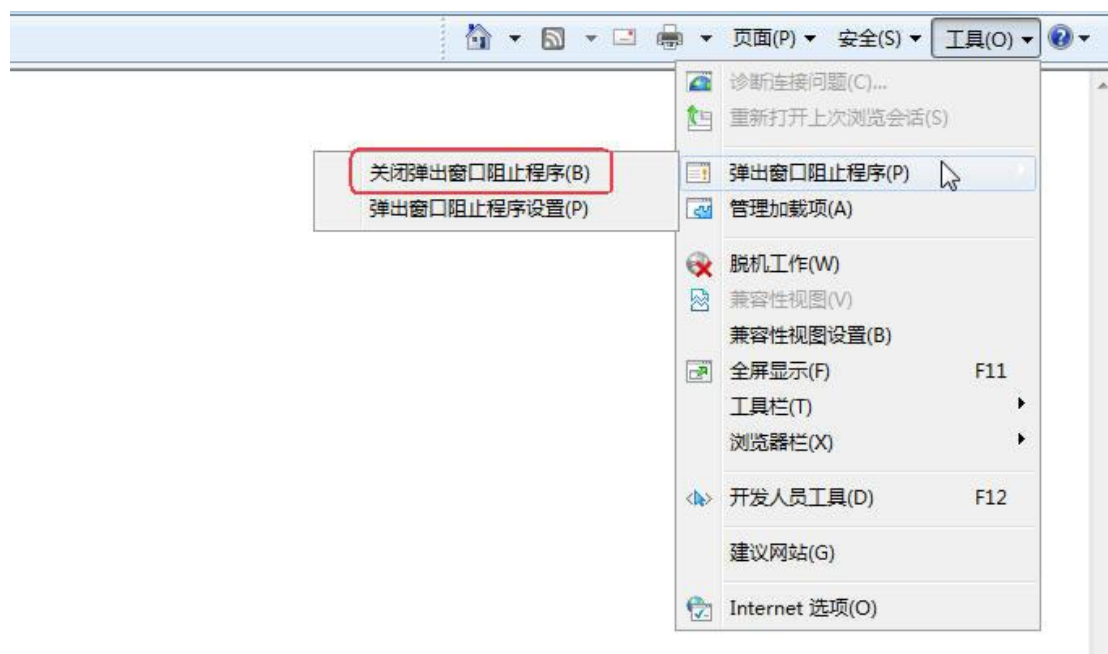 页面(P) 安全(S) 工具(O)
诊断连接问题(C)...
重新打开上次浏览会话(S)
弹出窗口阻止程序(P)
关闭弹出窗口阻止程序(B)
弹出窗口阻止程序设置(P)
管理加载项(A)
脱机工作(W)
兼容性视图(V)
兼容性视图设置(B)
全屏显示(F) F11
工具栏(T)
浏览器栏(X)
开发人员工具(D) F12
建议网站(G)
Internet 选项(O)